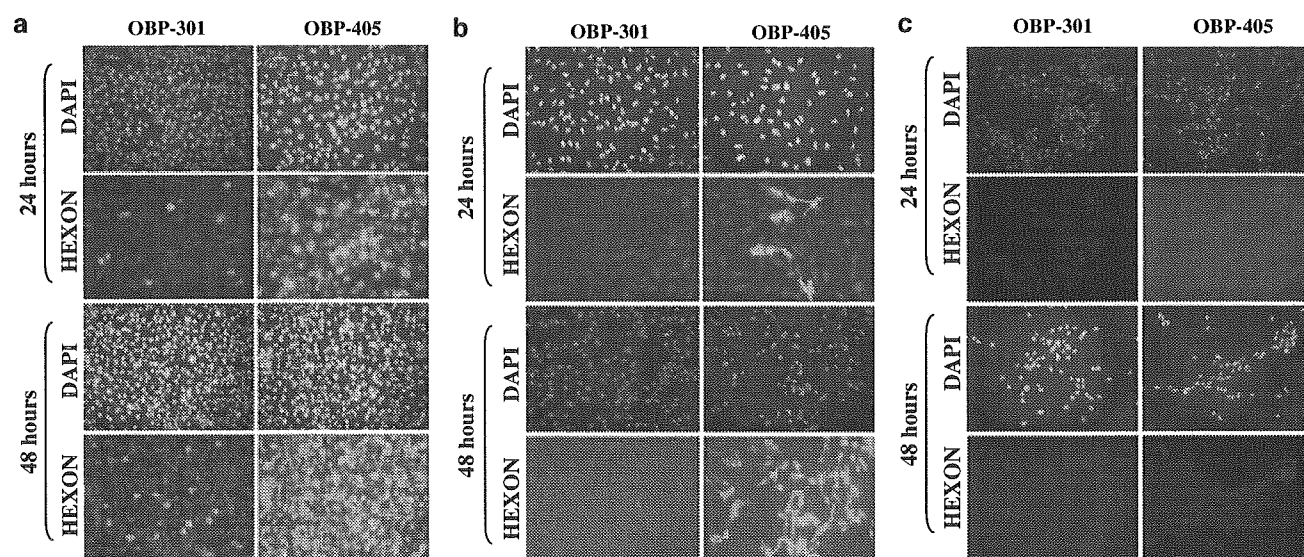 a
OBP-301 OBP-405
24 hours
DAPI
HEXON
48 hours
DAPI
HEXON
b
OBP-301 OBP-405
24 hours
DAPI
HEXON
48 hours
DAPI
HEXON
c
OBP-301 OBP-405
24 hours
DAPI
HEXON
48 hours
DAPI
HEXON